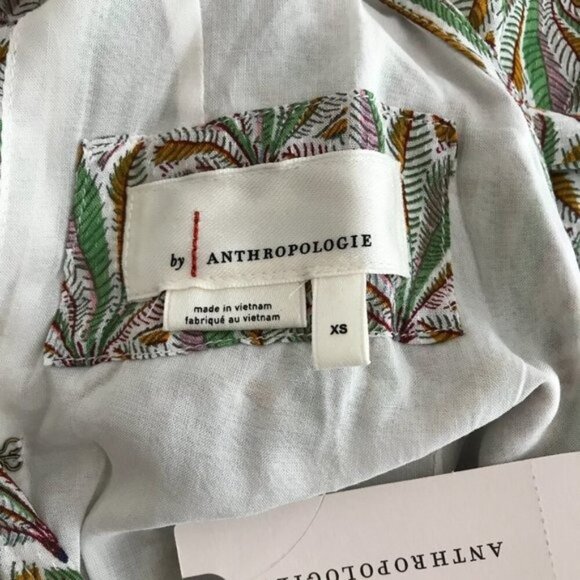 by ANTHROPOLOGIE
made in vietnam
fabriqué au vietnam
XS
ANTHROPOLOGIE